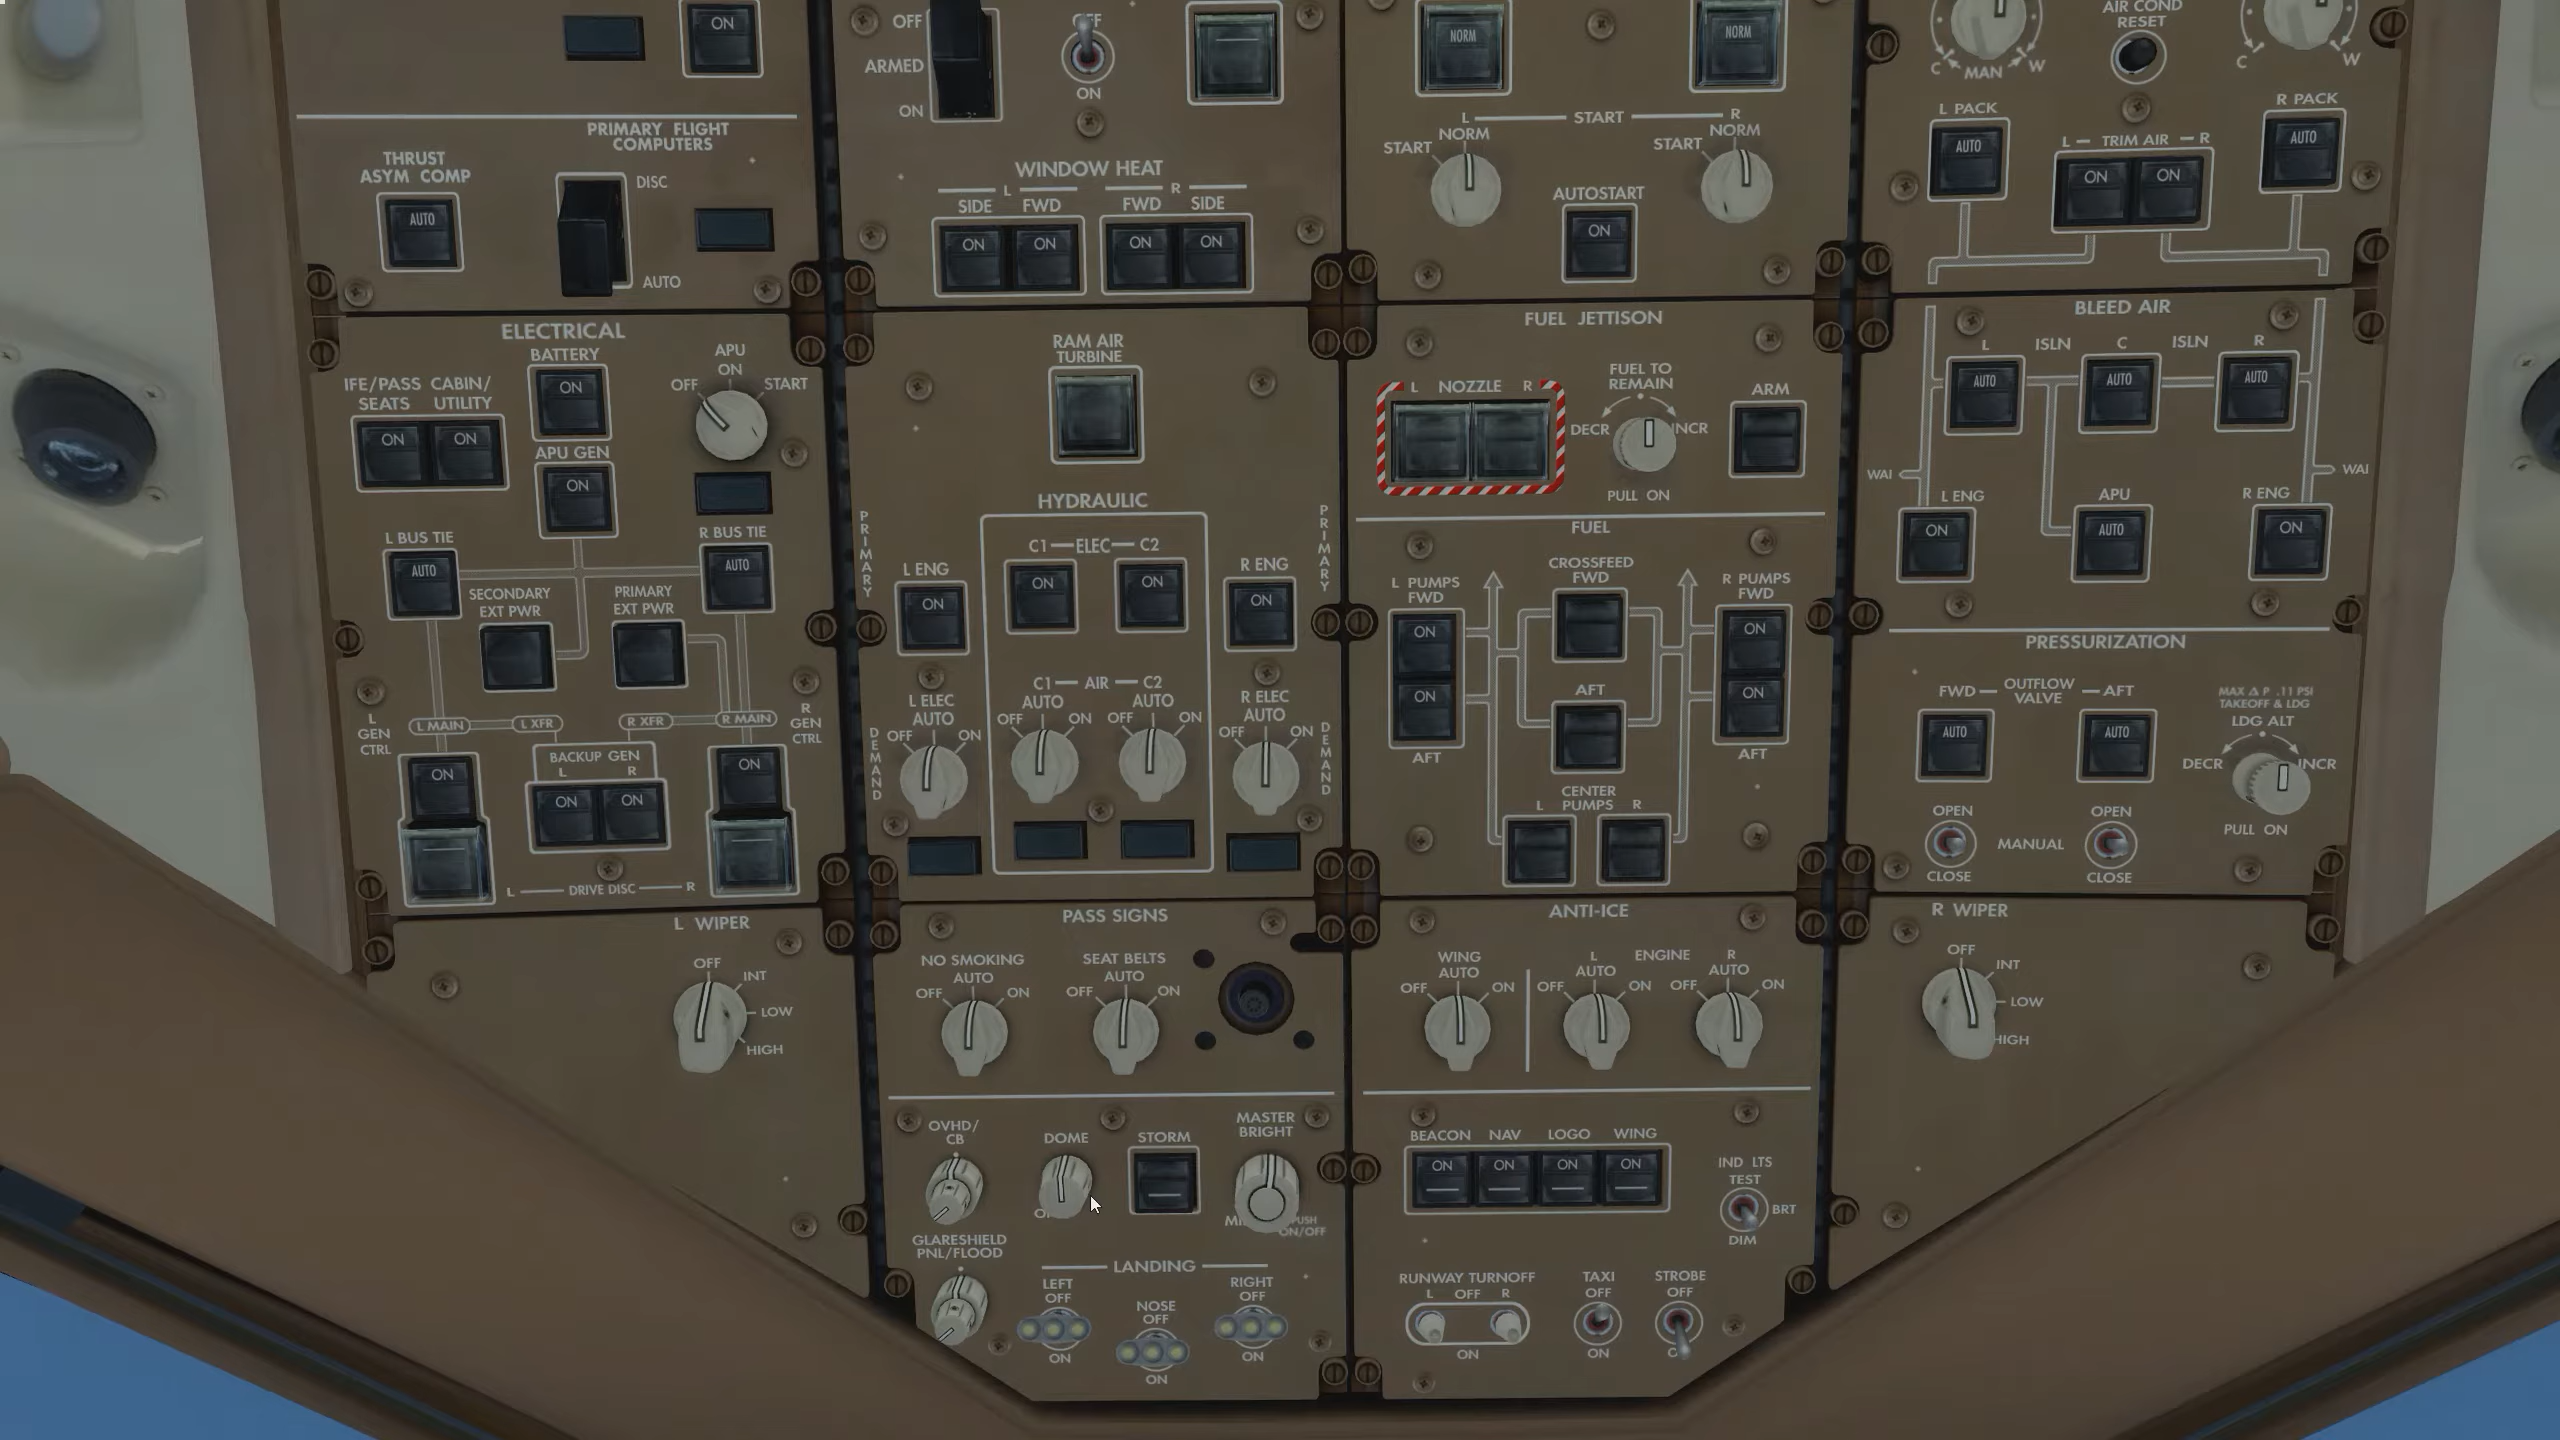 ON
THRUST
ASYM COMP
AUTO
PRIMARY FLIGHT
COMPUTERS
DISC
AUTO
OFF
ARMED
ON
OFF
ON
WINDOW HEAT
L R
SIDE FWD FWD SIDE
ON ON ON ON
NORM NORM
L START R
START NORM START NORM
AUTOSTART
ON
AIR COND
RESET
C MAN W
C W
L PACK
AUTO
L TRIM AIR R
ON ON
R PACK
AUTO
ELECTRICAL
BATTERY
ON
IFE/PASS CABIN/
SEATS UTILITY
ON ON
APU
OFF ON START
APU GEN
ON
L BUS TIE
AUTO
R BUS TIE
AUTO
SECONDARY
EXT PWR
PRIMARY
EXT PWR
L MAIN L XFR R XFR R MAIN
L
GEN
CTRL
R
GEN
CTRL
ON
BACKUP GEN
L R
ON ON
ON
L DRIVE DISC R
RAM AIR
TURBINE
HYDRAULIC
PRIMARY
PRIMARY
C1 ELEC C2
L ENG
ON
ON ON
R ENG
ON
C1 AIR C2
L ELEC
AUTO
OFF ON
AUTO
OFF ON
AUTO
OFF ON
R ELEC
AUTO
OFF ON
DEMAND
DEMAND
FUEL JETTISON
L NOZZLE R
FUEL TO
REMAIN
DECR INCR
PULL ON
ARM
FUEL
L PUMPS
FWD
ON
ON
AFT
CROSSFEED
FWD
AFT
R PUMPS
FWD
ON
ON
AFT
CENTER
L PUMPS R
BLEED AIR
L ISLN C ISLN R
AUTO AUTO AUTO
WAI WAI
L ENG
ON
APU
AUTO
R ENG
ON
PRESSURIZATION
FWD OUTFLOW AFT
VALVE
AUTO AUTO
MAX Δ P .11 PSI
TAKEOFF & LDG
LDG ALT
DECR INCR
PULL ON
OPEN OPEN
MANUAL
CLOSE CLOSE
L WIPER
OFF
INT
LOW
HIGH
PASS SIGNS
NO SMOKING
AUTO
OFF ON
SEAT BELTS
AUTO
OFF ON
ANTI-ICE
WING
AUTO
OFF ON
L ENGINE R
AUTO AUTO
OFF ON OFF ON
R WIPER
OFF
INT
LOW
HIGH
OVHD/
CB
DOME
STORM
MASTER
BRIGHT
PUSH
ON/OFF
GLARESHIELD
PNL/FLOOD
LANDING
LEFT
OFF
ON
NOSE
OFF
ON
RIGHT
OFF
ON
BEACON NAV LOGO WING
ON ON ON ON
IND LTS
TEST
BRT
DIM
RUNWAY TURNOFF
L OFF R
ON
TAXI
OFF
ON
STROBE
OFF